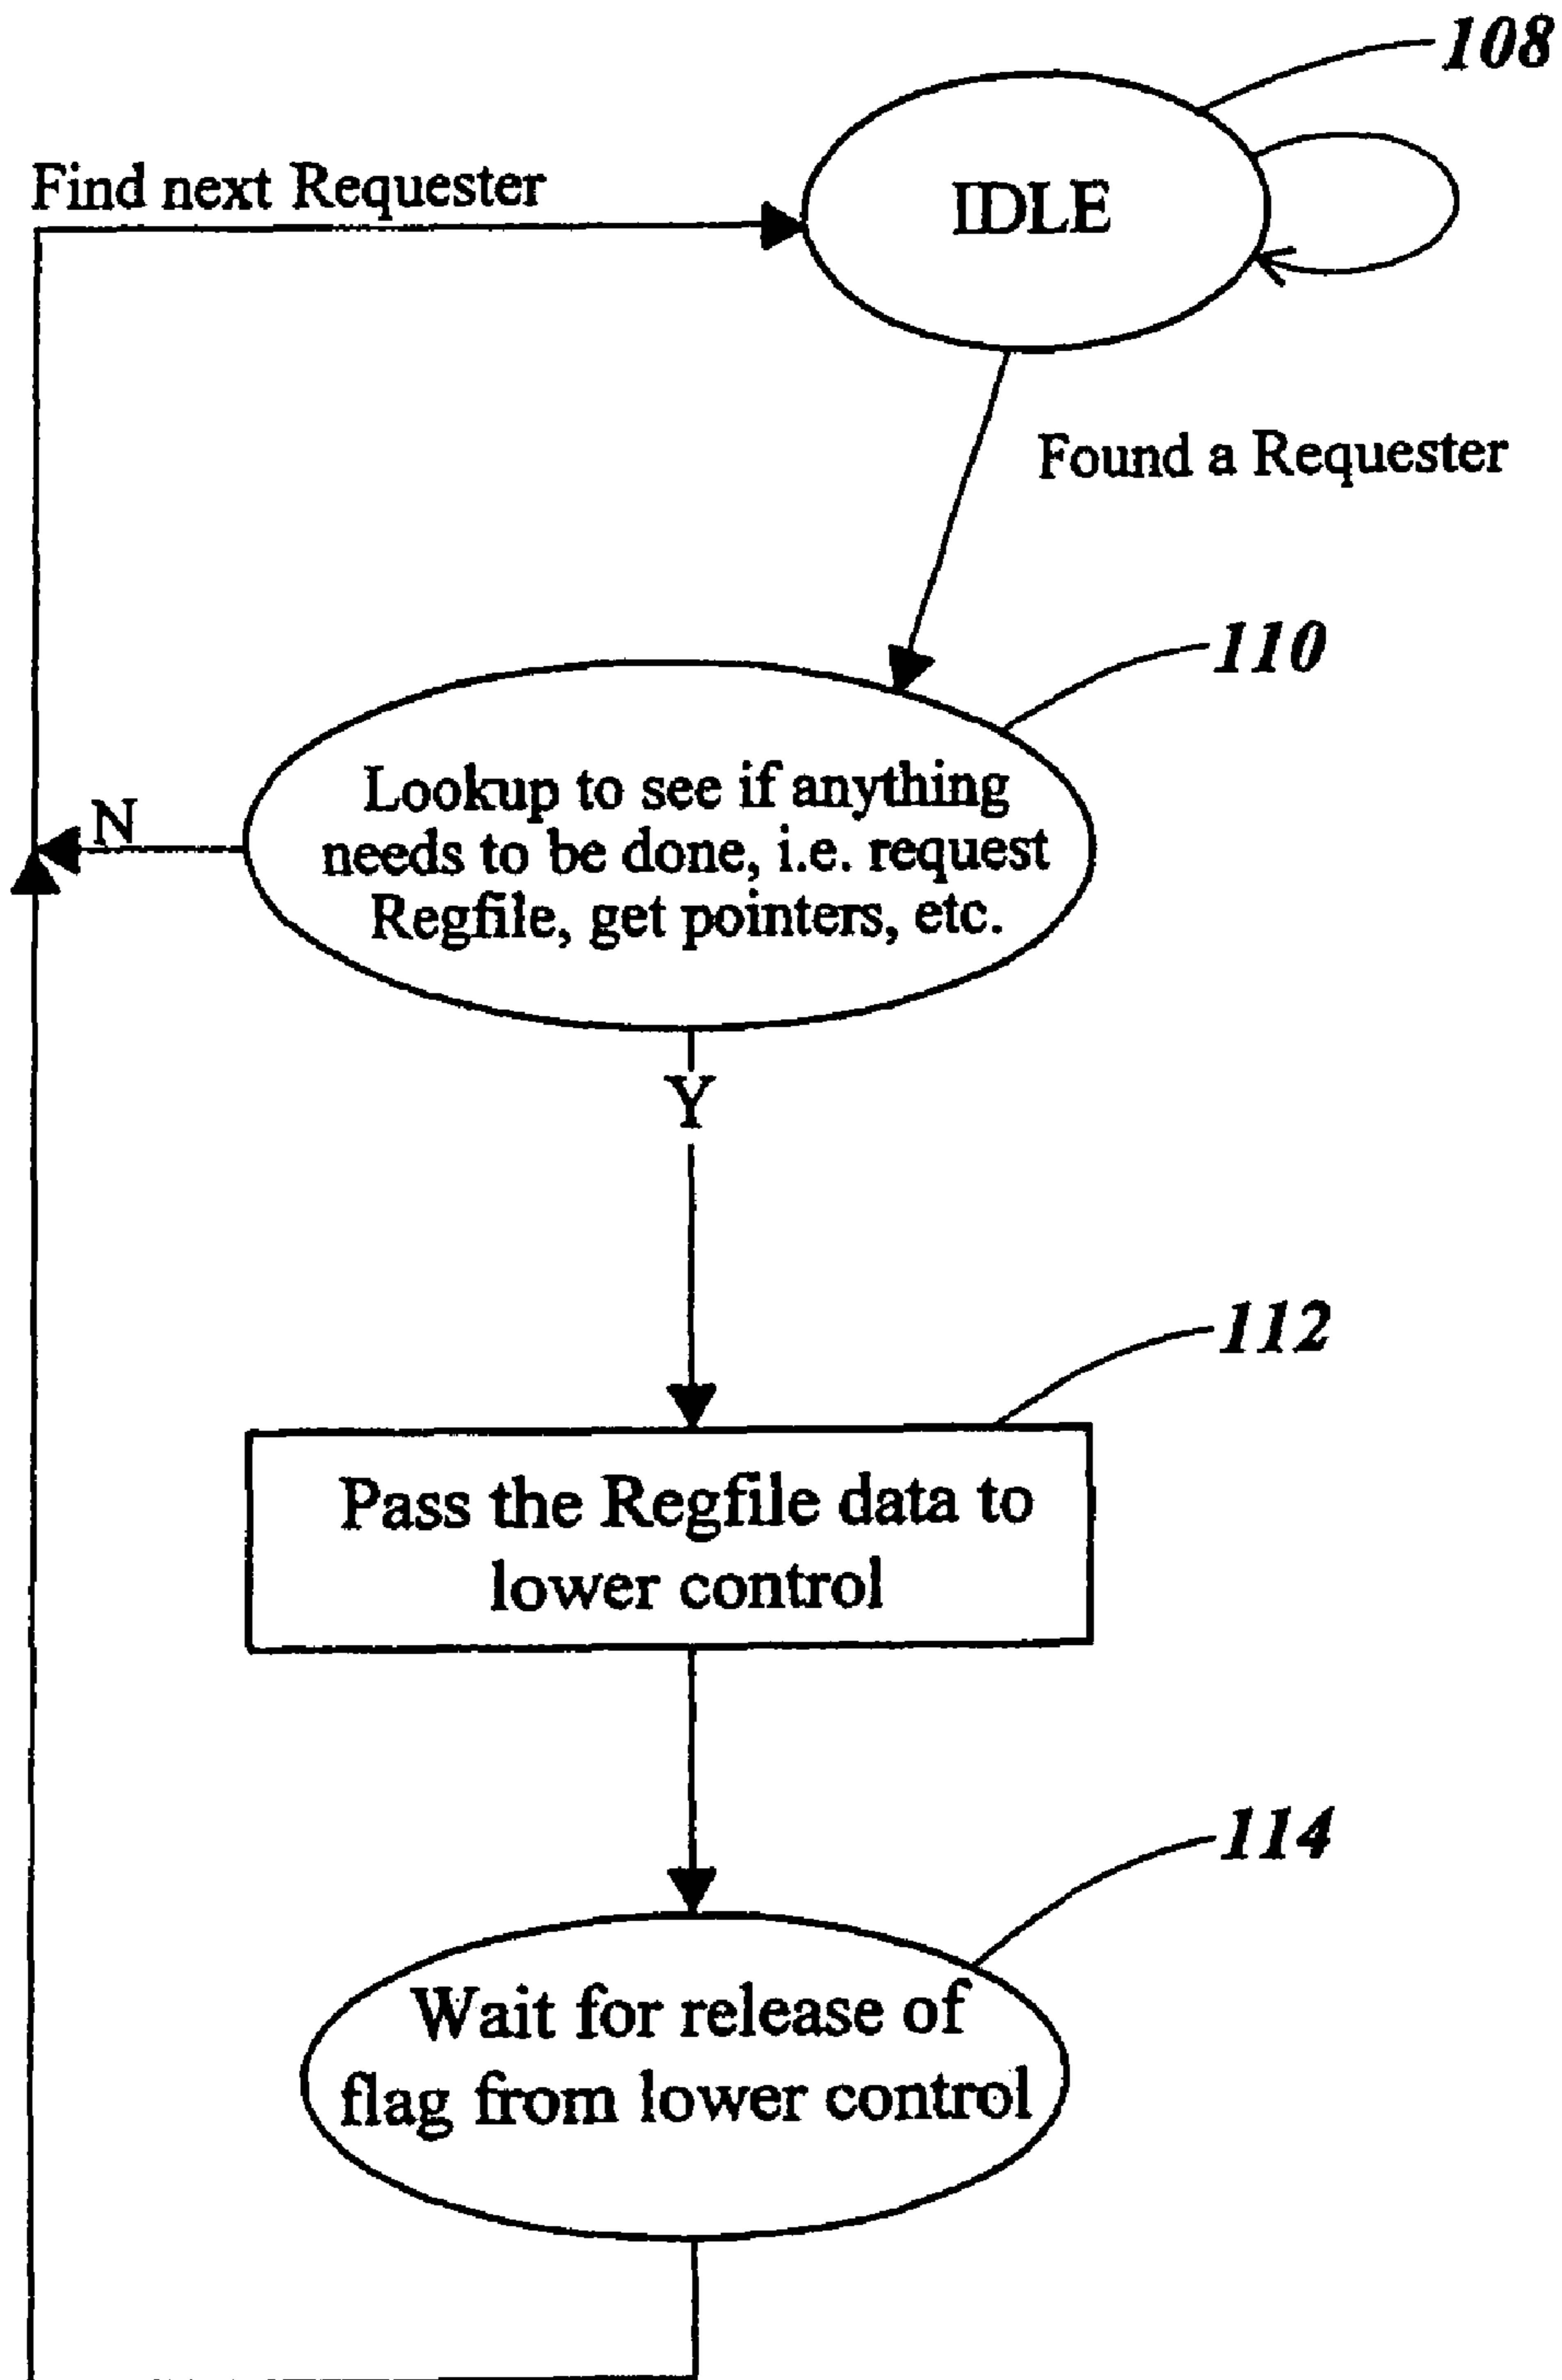 108
Find next Requester
IDLE
Found a Requester
110
Lookup to see if anything
needs to be done, i.e. request
Regfile, get pointers, etc.
N
Y
112
Pass the Regfile data to
lower control
114
Wait for release of
flag from lower control